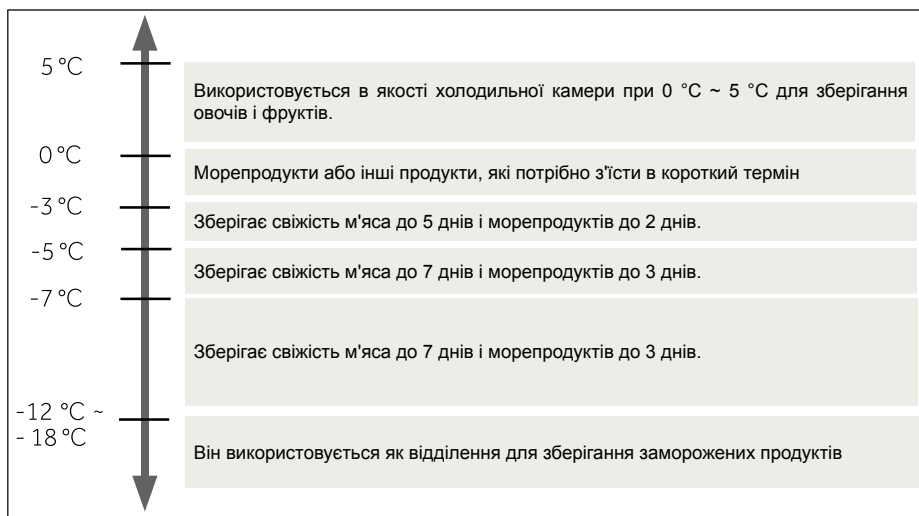 5 °C
Використовується в якості холодильної камери при 0 °C ~ 5 °C для зберігання
овочів і фруктів.
0 °C
Морепродукти або інші продукти, які потрібно з'їсти в короткий термін
-3 °C
Зберігає свіжість м'яса до 5 днів і морепродуктів до 2 днів.
-5 °C
Зберігає свіжість м'яса до 7 днів і морепродуктів до 3 днів.
-7 °C
Зберігає свіжість м'яса до 7 днів і морепродуктів до 3 днів.
-12 °C ~
- 18 °C
Він використовується як відділення для зберігання заморожених продуктів